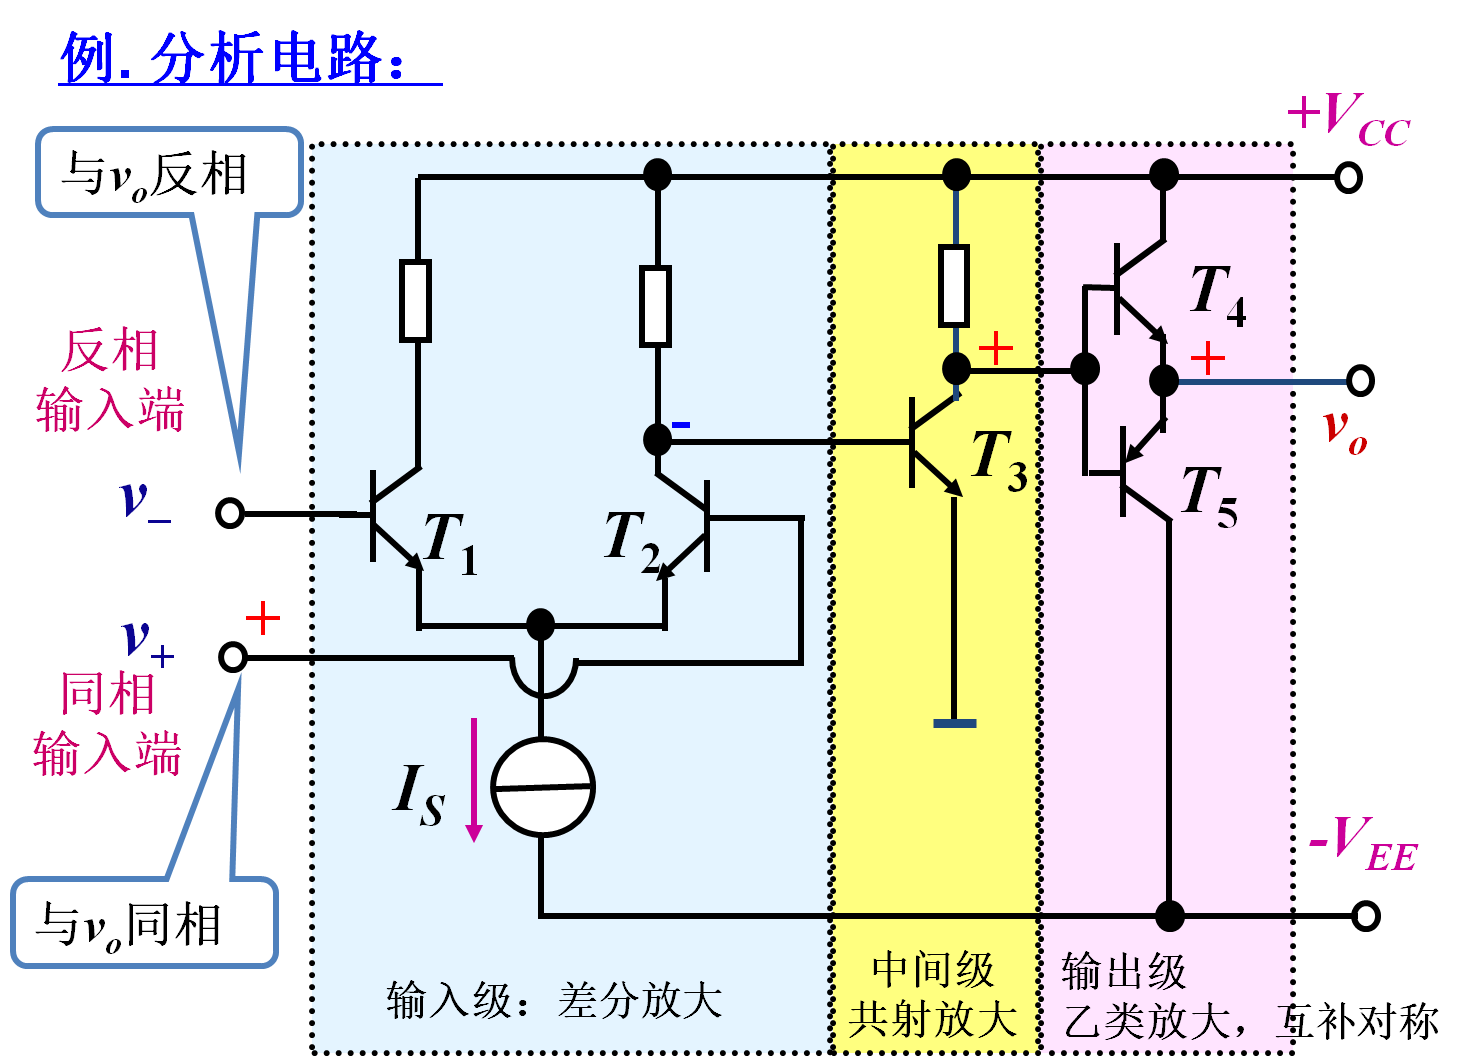 例. 分析电路：
+VCC
与vo反相
T4
+
+
反相
输入端
vo
-
T3
T5
v–
T1
T2
+
v+
同相
输入端
IS
-VEE
与vo同相
输入级：差分放大
中间级
共射放大
输出级
乙类放大，互补对称